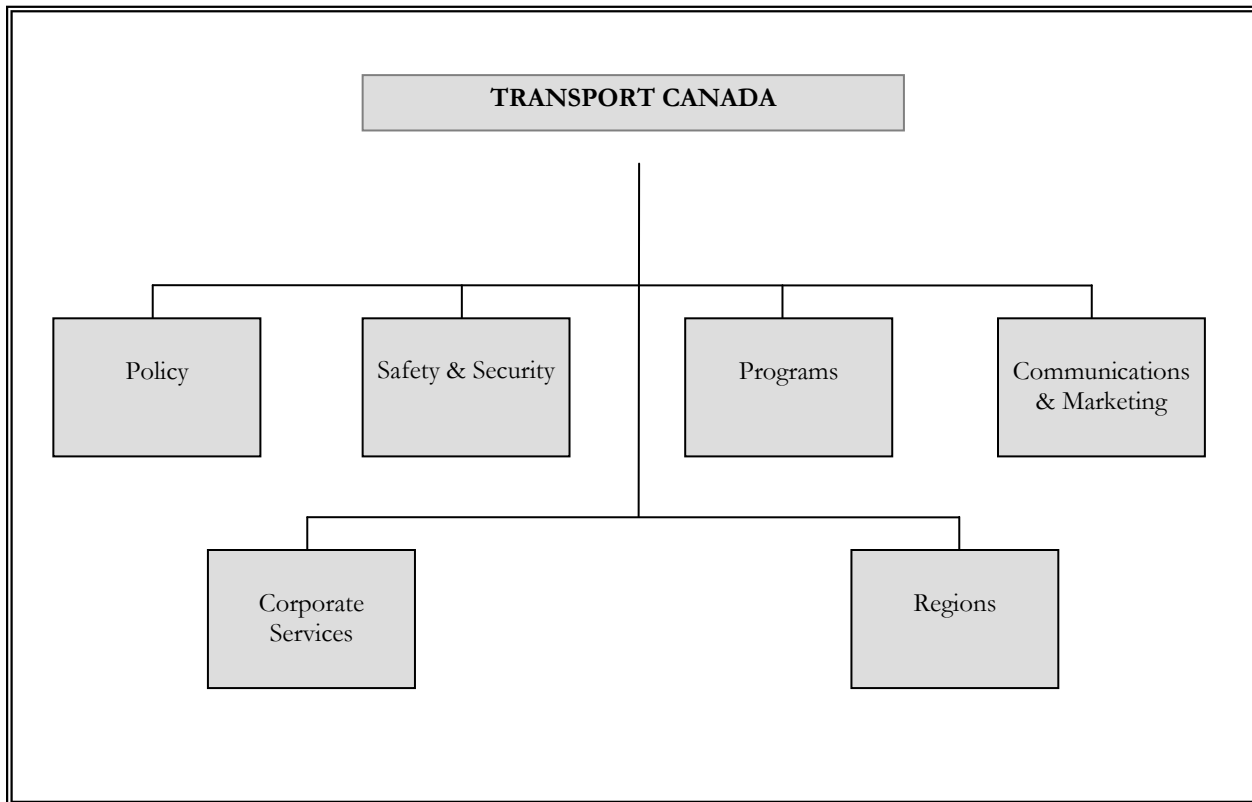 TRANSPORT CANADA
Policy
Safety & Security
Programs
Communications
& Marketing
Corporate
Services
Regions